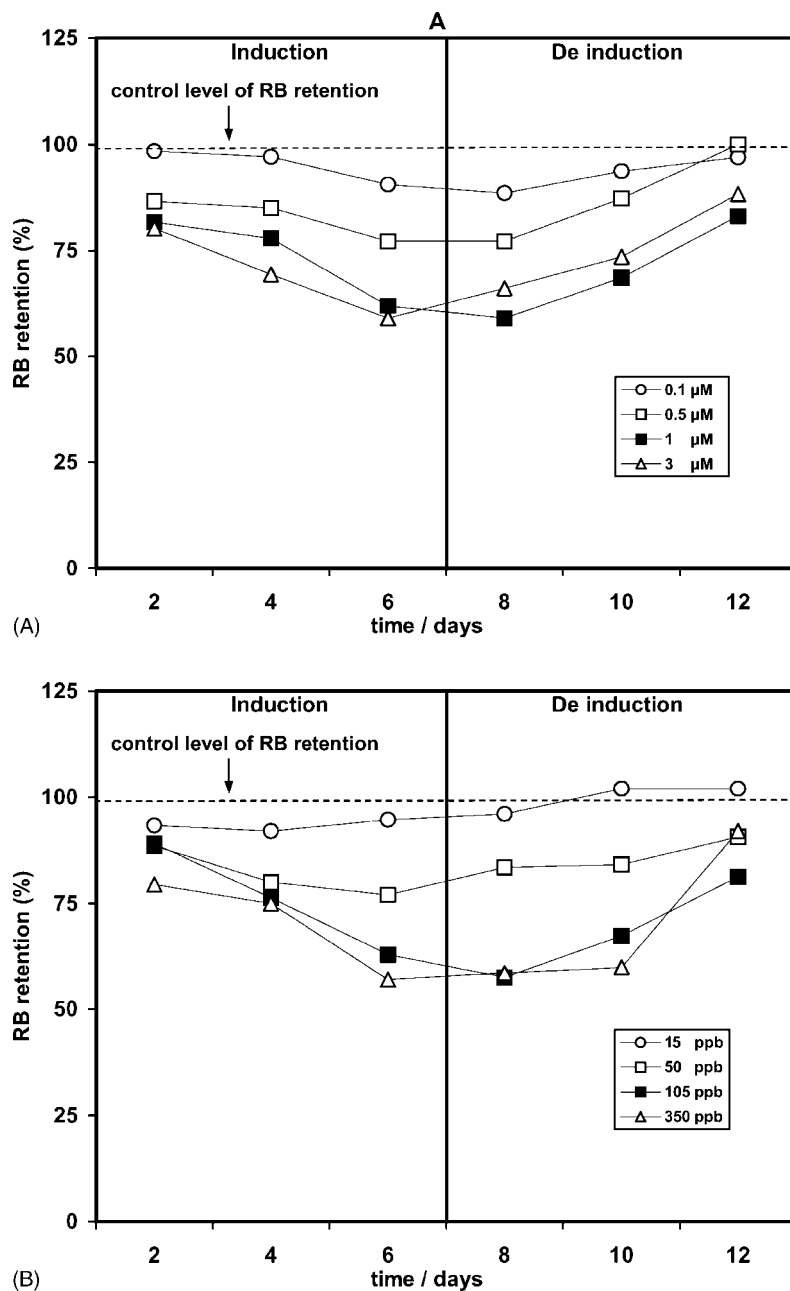 A
125
Induction
De induction
control level of RB retention
100
75
50
25
0
RB retention (%)
0.1 µM
0.5 µM
1 µM
3 µM
2 4 6 8 10 12
time / days
(A)
125
Induction
De induction
control level of RB retention
100
75
50
25
0
RB retention (%)
15 ppb
50 ppb
105 ppb
350 ppb
2 4 6 8 10 12
time / days
(B)